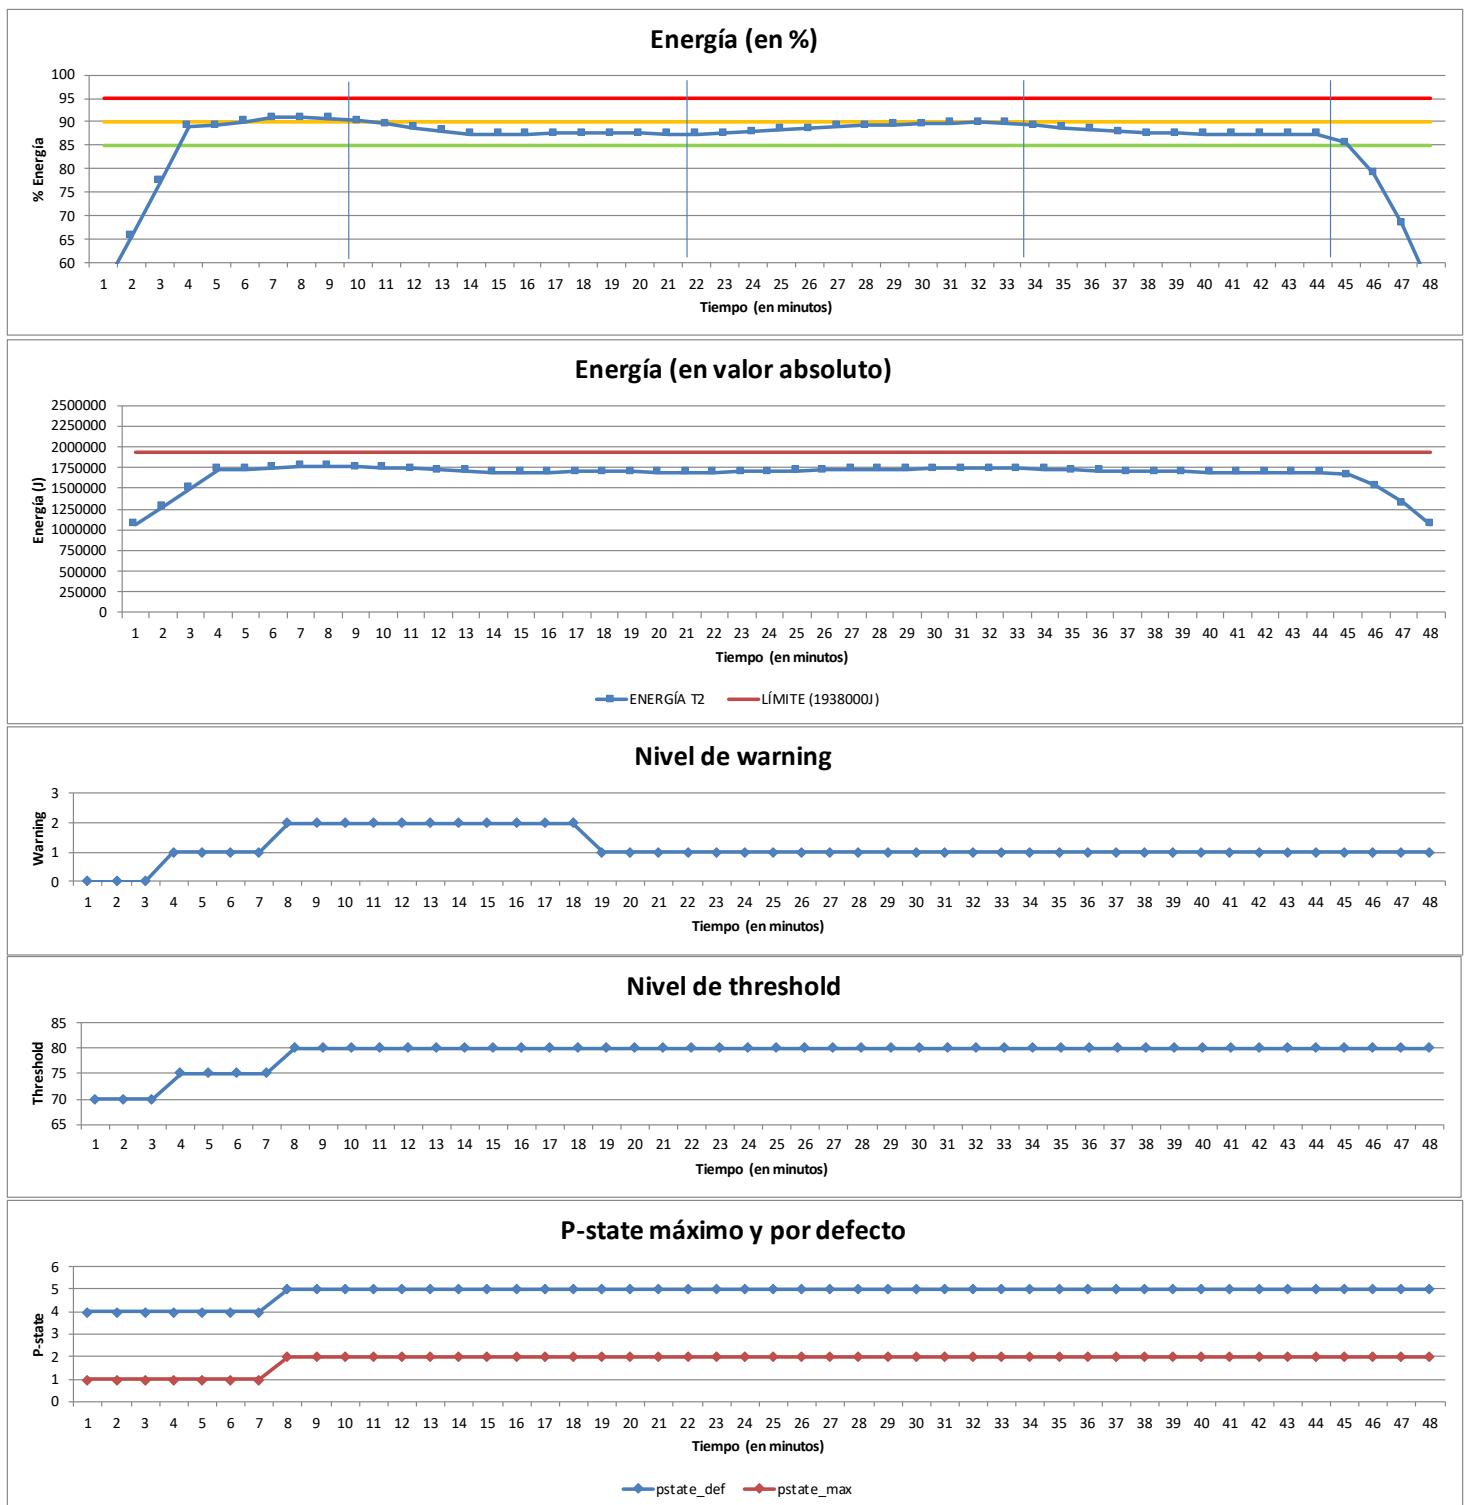 Energía (en %)
100
95
90
85
80
75
70
65
60
% Energía
1 2 3 4 5 6 7 8 9 10 11 12 13 14 15 16 17 18 19 20 21 22 23 24 25 26 27 28 29 30 31 32 33 34 35 36 37 38 39 40 41 42 43 44 45 46 47 48
Tiempo (en minutos)
Energía (en valor absoluto)
2500000
2250000
2000000
1750000
1500000
1250000
1000000
750000
500000
250000
0
Energía (J)
1 2 3 4 5 6 7 8 9 10 11 12 13 14 15 16 17 18 19 20 21 22 23 24 25 26 27 28 29 30 31 32 33 34 35 36 37 38 39 40 41 42 43 44 45 46 47 48
Tiempo (en minutos)
ENERGÍA T2 LÍMITE (1938000J)
Nivel de warning
3
2
1
0
Warning
1 2 3 4 5 6 7 8 9 10 11 12 13 14 15 16 17 18 19 20 21 22 23 24 25 26 27 28 29 30 31 32 33 34 35 36 37 38 39 40 41 42 43 44 45 46 47 48
Tiempo (en minutos)
Nivel de threshold
85
80
75
70
65
Threshold
1 2 3 4 5 6 7 8 9 10 11 12 13 14 15 16 17 18 19 20 21 22 23 24 25 26 27 28 29 30 31 32 33 34 35 36 37 38 39 40 41 42 43 44 45 46 47 48
Tiempo (en minutos)
P-state máximo y por defecto
6
5
4
3
2
1
0
P-state
1 2 3 4 5 6 7 8 9 10 11 12 13 14 15 16 17 18 19 20 21 22 23 24 25 26 27 28 29 30 31 32 33 34 35 36 37 38 39 40 41 42 43 44 45 46 47 48
Tiempo (en minutos)
pstate_def pstate_max